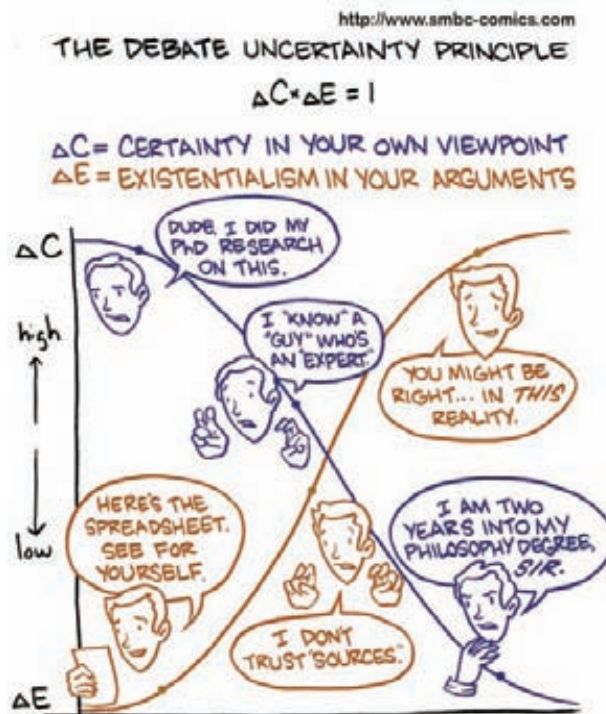 http://www.smbc-comics.com
THE DEBATE UNCERTAINTY PRINCIPLE
ΔC×ΔE = 1
ΔC = CERTAINTY IN YOUR OWN VIEWPOINT
ΔE = EXISTENTIALISM IN YOUR ARGUMENTS
ΔC
high
low
ΔE
DUDE, I DID MY
PhD RESEARCH
ON THIS.
I "KNOW" A
"GUY" WHO'S
AN "EXPERT."
YOU MIGHT BE
RIGHT... IN THIS
REALITY.
HERE'S THE
SPREADSHEET.
SEE FOR
YOURSELF.
I DON'T
TRUST "SOURCES."
I AM TWO
YEARS INTO MY
PHILOSOPHY DEGREE,
SIR.